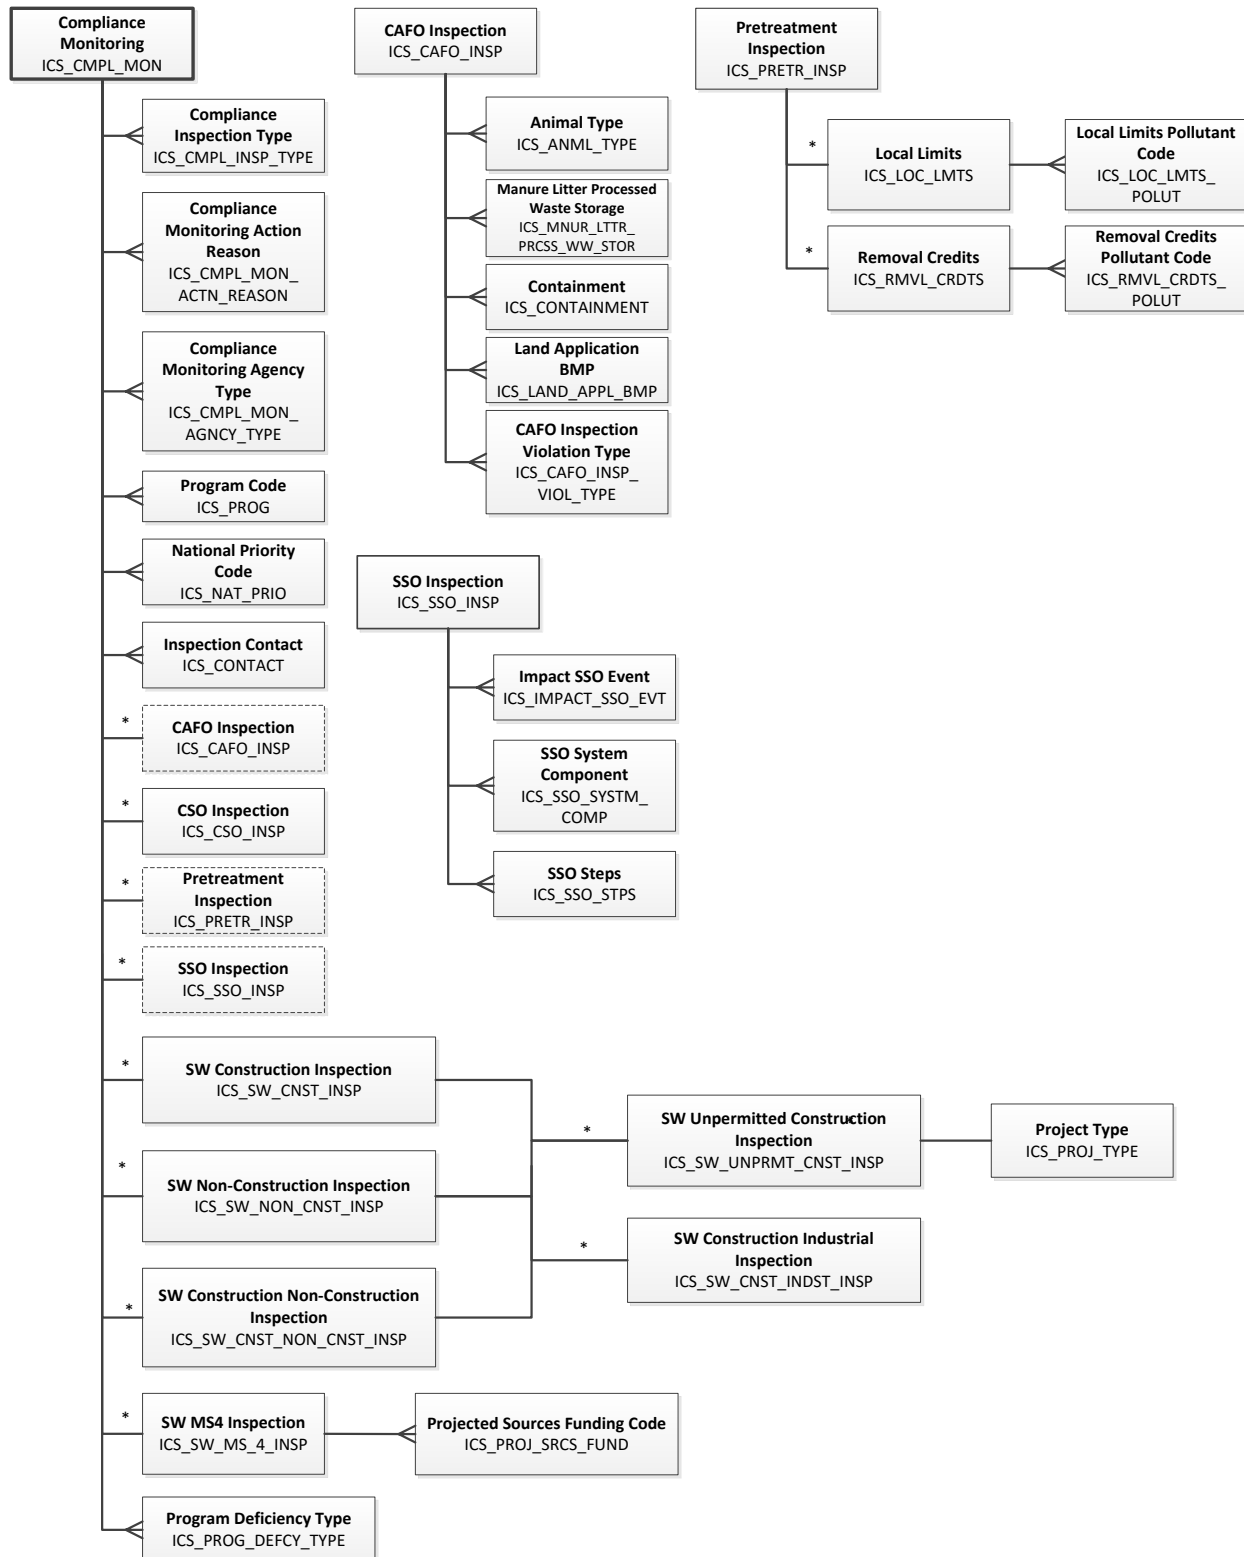 Compliance
Monitoring
ICS_CMPL_MON
Compliance
Inspection Type
ICS_CMPL_INSP_TYPE
Compliance
Monitoring Action
Reason
ICS_CMPL_MON_
ACTN_REASON
Compliance
Monitoring Agency
Type
ICS_CMPL_MON_
AGNCY_TYPE
Program Code
ICS_PROG
National Priority
Code
ICS_NAT_PRIO
Inspection Contact
ICS_CONTACT
*
CAFO Inspection
ICS_CAFO_INSP
*
CSO Inspection
ICS_CSO_INSP
*
Pretreatment
Inspection
ICS_PRETR_INSP
*
SSO Inspection
ICS_SSO_INSP
*
SW Construction Inspection
ICS_SW_CNST_INSP
*
SW Non-Construction Inspection
ICS_SW_NON_CNST_INSP
*
SW Construction Non-Construction
Inspection
ICS_SW_CNST_NON_CNST_INSP
*
SW MS4 Inspection
ICS_SW_MS_4_INSP
Projected Sources Funding Code
ICS_PROJ_SRCS_FUND
Program Deficiency Type
ICS_PROG_DEFCY_TYPE
*
SW Unpermitted Construction
Inspection
ICS_SW_UNPRMT_CNST_INSP
Project Type
ICS_PROJ_TYPE
*
SW Construction Industrial
Inspection
ICS_SW_CNST_INDST_INSP
CAFO Inspection
ICS_CAFO_INSP
Animal Type
ICS_ANML_TYPE
Manure Litter Processed
Waste Storage
ICS_MNUR_LTTR_
PRCSS_WW_STOR
Containment
ICS_CONTAINMENT
Land Application
BMP
ICS_LAND_APPL_BMP
CAFO Inspection
Violation Type
ICS_CAFO_INSP_
VIOL_TYPE
SSO Inspection
ICS_SSO_INSP
Impact SSO Event
ICS_IMPACT_SSO_EVT
SSO System
Component
ICS_SSO_SYSTM_
COMP
SSO Steps
ICS_SSO_STPS
Pretreatment
Inspection
ICS_PRETR_INSP
*
Local Limits
ICS_LOC_LMTS
Local Limits Pollutant
Code
ICS_LOC_LMTS_
POLUT
*
Removal Credits
ICS_RMVL_CRDTS
Removal Credits
Pollutant Code
ICS_RMVL_CRDTS_
POLUT